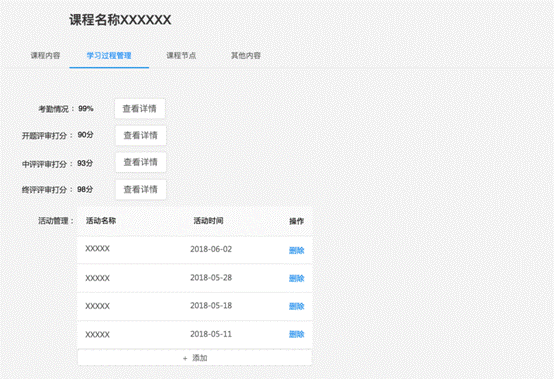 课程名称XXXXXX
课程内容 学习过程管理 课程节点 其他内容
考勤情况： 99% 查看详情
开题评审打分： 90分 查看详情
中评评审打分： 93分 查看详情
终评评审打分： 98分 查看详情
活动管理： 活动名称 活动时间 操作
XXXXX 2018-06-02 删除
XXXXX 2018-05-28 删除
XXXXX 2018-05-18 删除
XXXXX 2018-05-11 删除
+ 添加